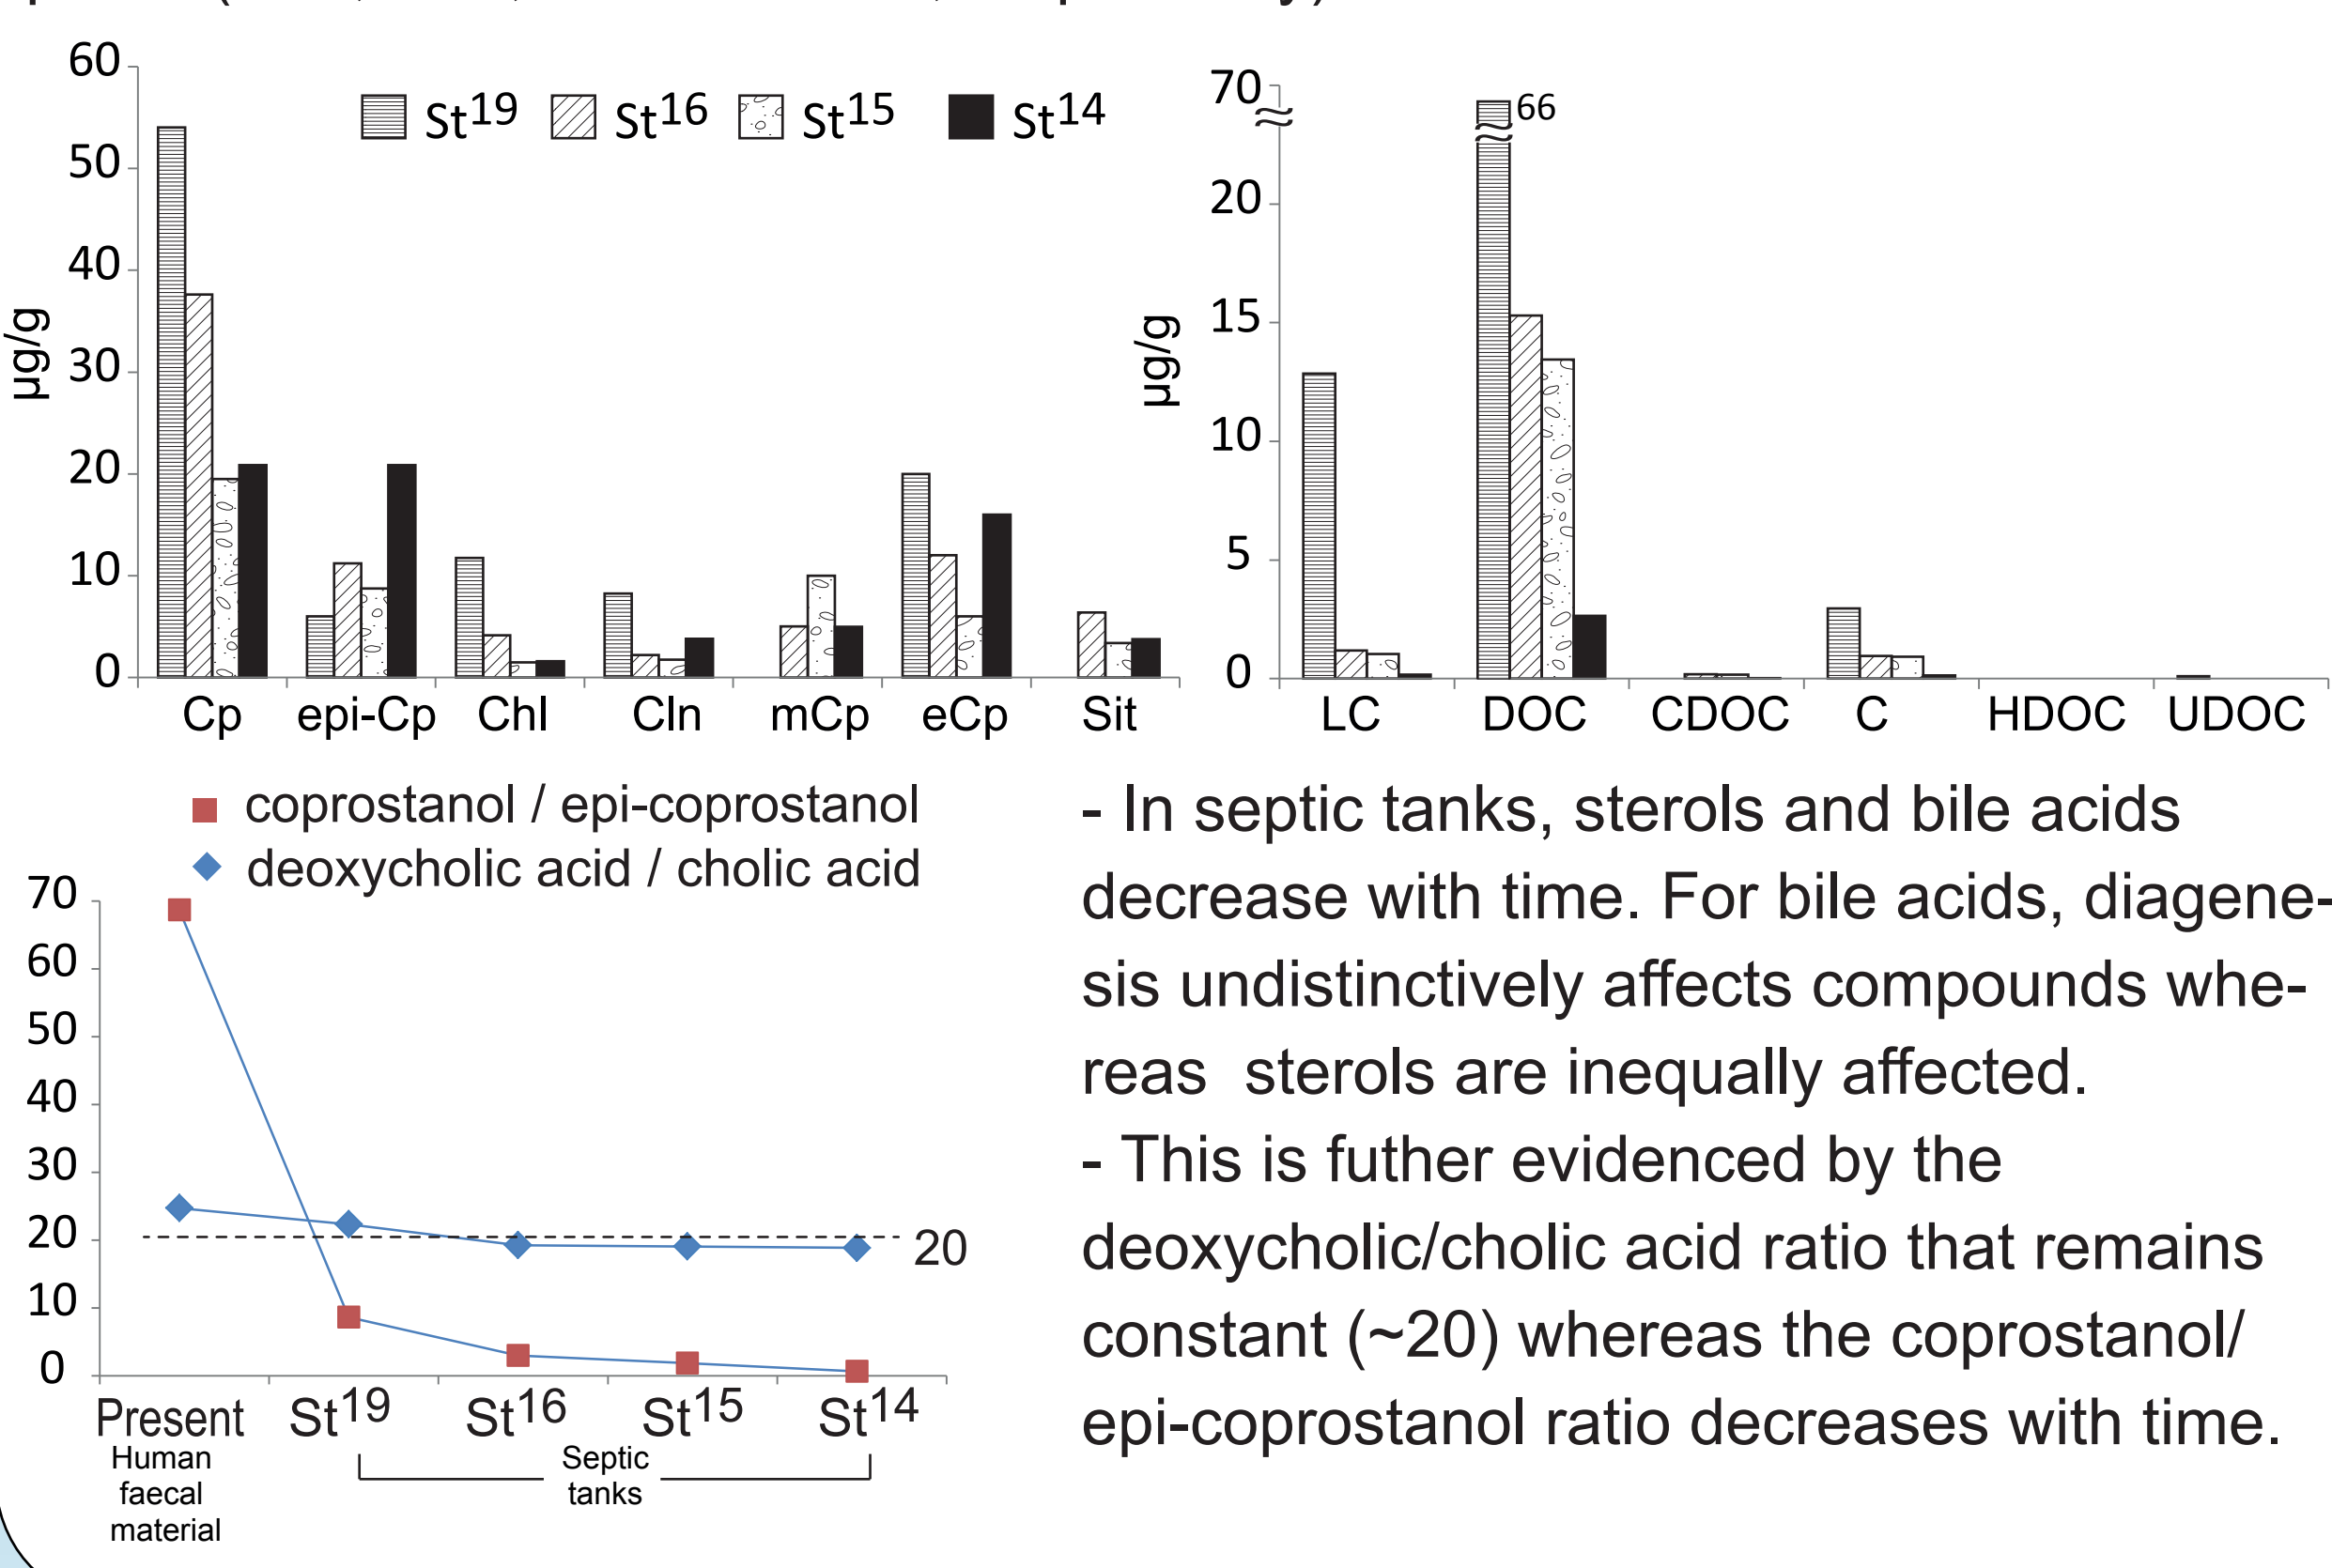 60
50
40
30
20
10
0
µg/g
St19
St16
St15
St14
Cp epi-Cp Chl Cln mCp eCp Sit
70
66
20
15
10
5
0
µg/g
LC DOC CDOC C HDOC UDOC
coprostanol / epi-coprostanol
deoxycholic acid / cholic acid
70
60
50
40
30
20
10
0
20
Present St19 St16 St15 St14
Human
faecal
material
Septic
tanks
- In septic tanks, sterols and bile acids
decrease with time. For bile acids, diagene-
sis undistinctively affects compounds whe-
reas sterols are inequally affected.
- This is futher evidenced by the
deoxycholic/cholic acid ratio that remains
constant (~20) whereas the coprostanol/
epi-coprostanol ratio decreases with time.